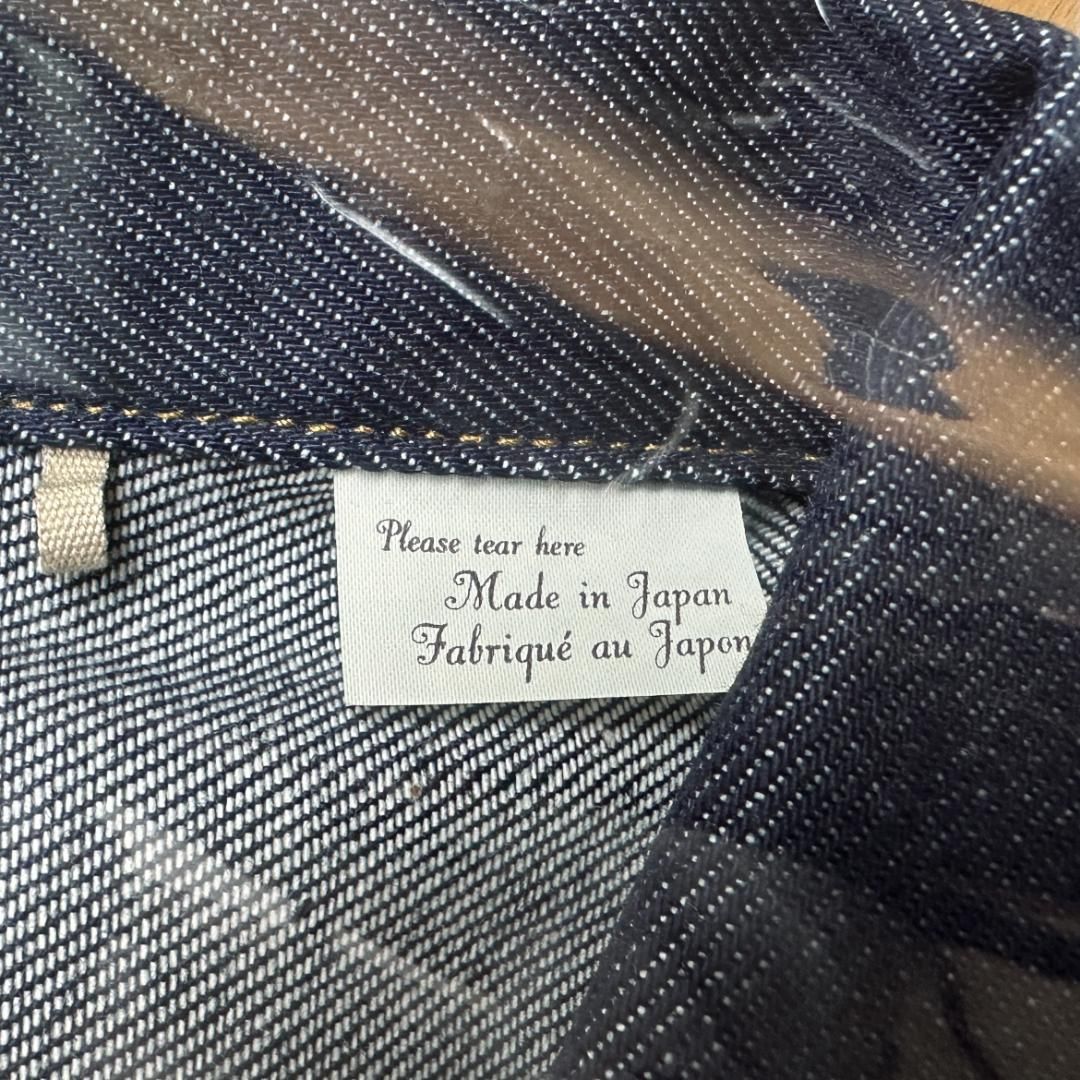 Please tear here
Made in Japan
Fabriqué au Japon